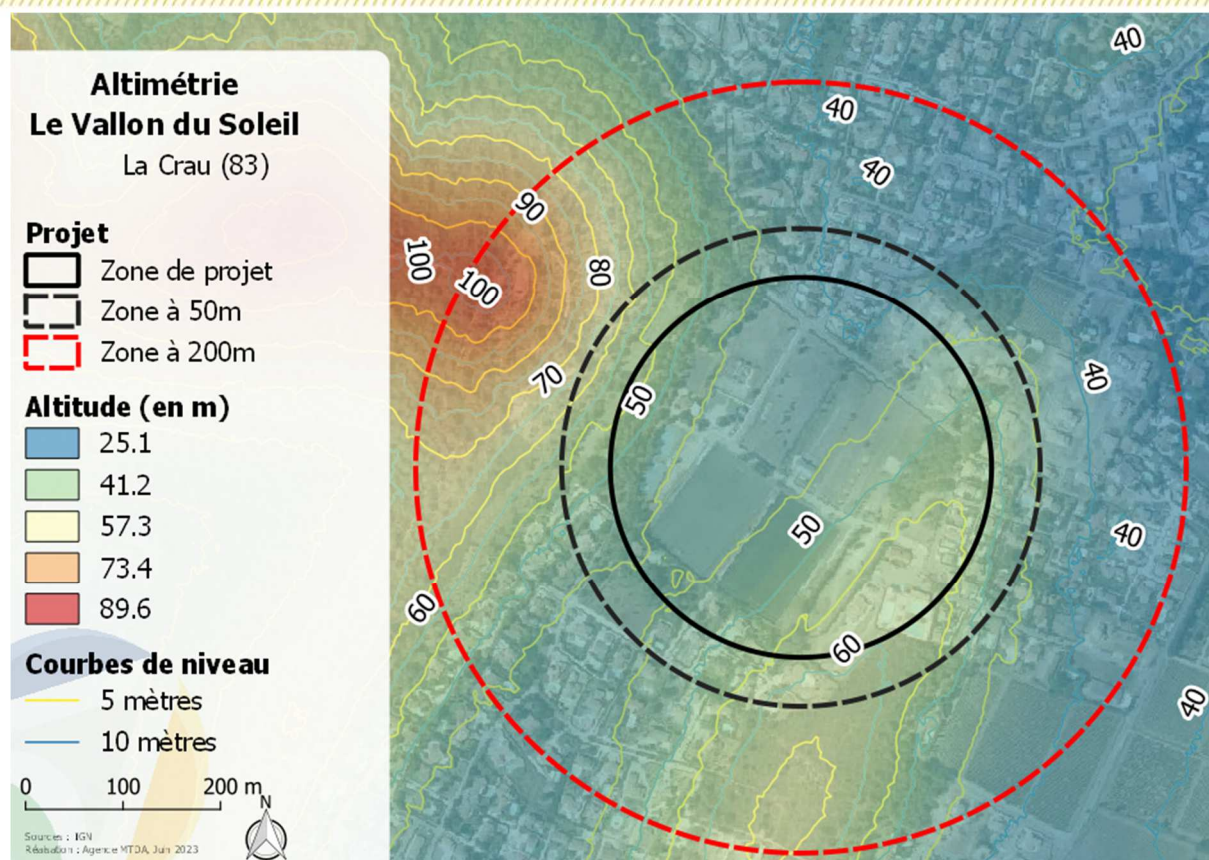 Altimétrie
Le Vallon du Soleil
La Crau (83)
Projet
Zone de projet
Zone à 50m
Zone à 200m
Altitude (en m)
25.1
41.2
57.3
73.4
89.6
Courbes de niveau
5 mètres
10 mètres
0 100 200 m
N
Sources : IGN
Réalisation : Agence MTDA, Juin 2023
40
40
40
90
100
100
80
70
50
40
50
40
60
60
40